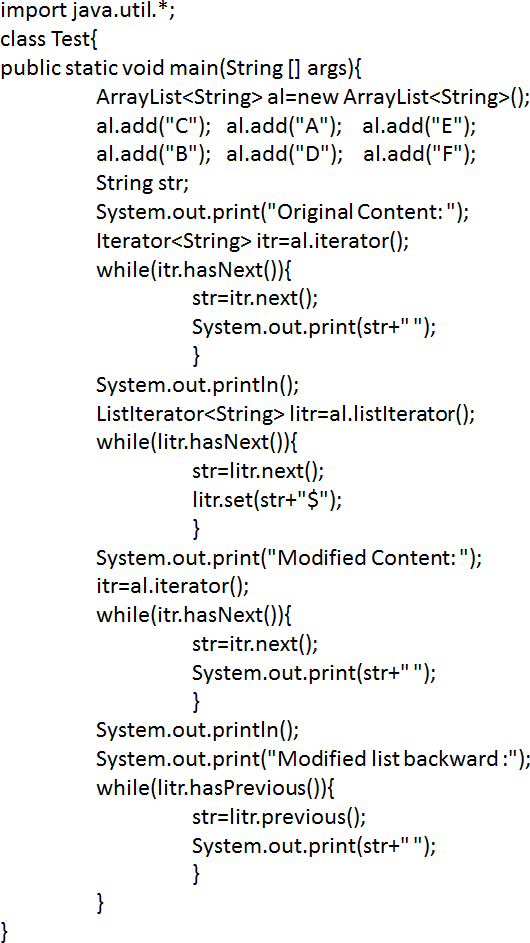 import java.util.*;
class Test{
public static void main(String [] args){
ArrayList<String> al=new ArrayList<String>();
al.add("C"); al.add("A"); al.add("E");
al.add("B"); al.add("D"); al.add("F");
String str;
System.out.print("Original Content: ");
Iterator<String> itr=al.iterator();
while(itr.hasNext()){
str=itr.next();
System.out.print(str+" ");
}
System.out.println();
ListIterator<String> litr=al.listIterator();
while(litr.hasNext()){
str=litr.next();
litr.set(str+"$");
}
System.out.print("Modified Content: ");
itr=al.iterator();
while(itr.hasNext()){
str=itr.next();
System.out.print(str+" ");
}
System.out.println();
System.out.print("Modified list backward :");
while(litr.hasPrevious()){
str=litr.previous();
System.out.print(str+" ");
}
}
}